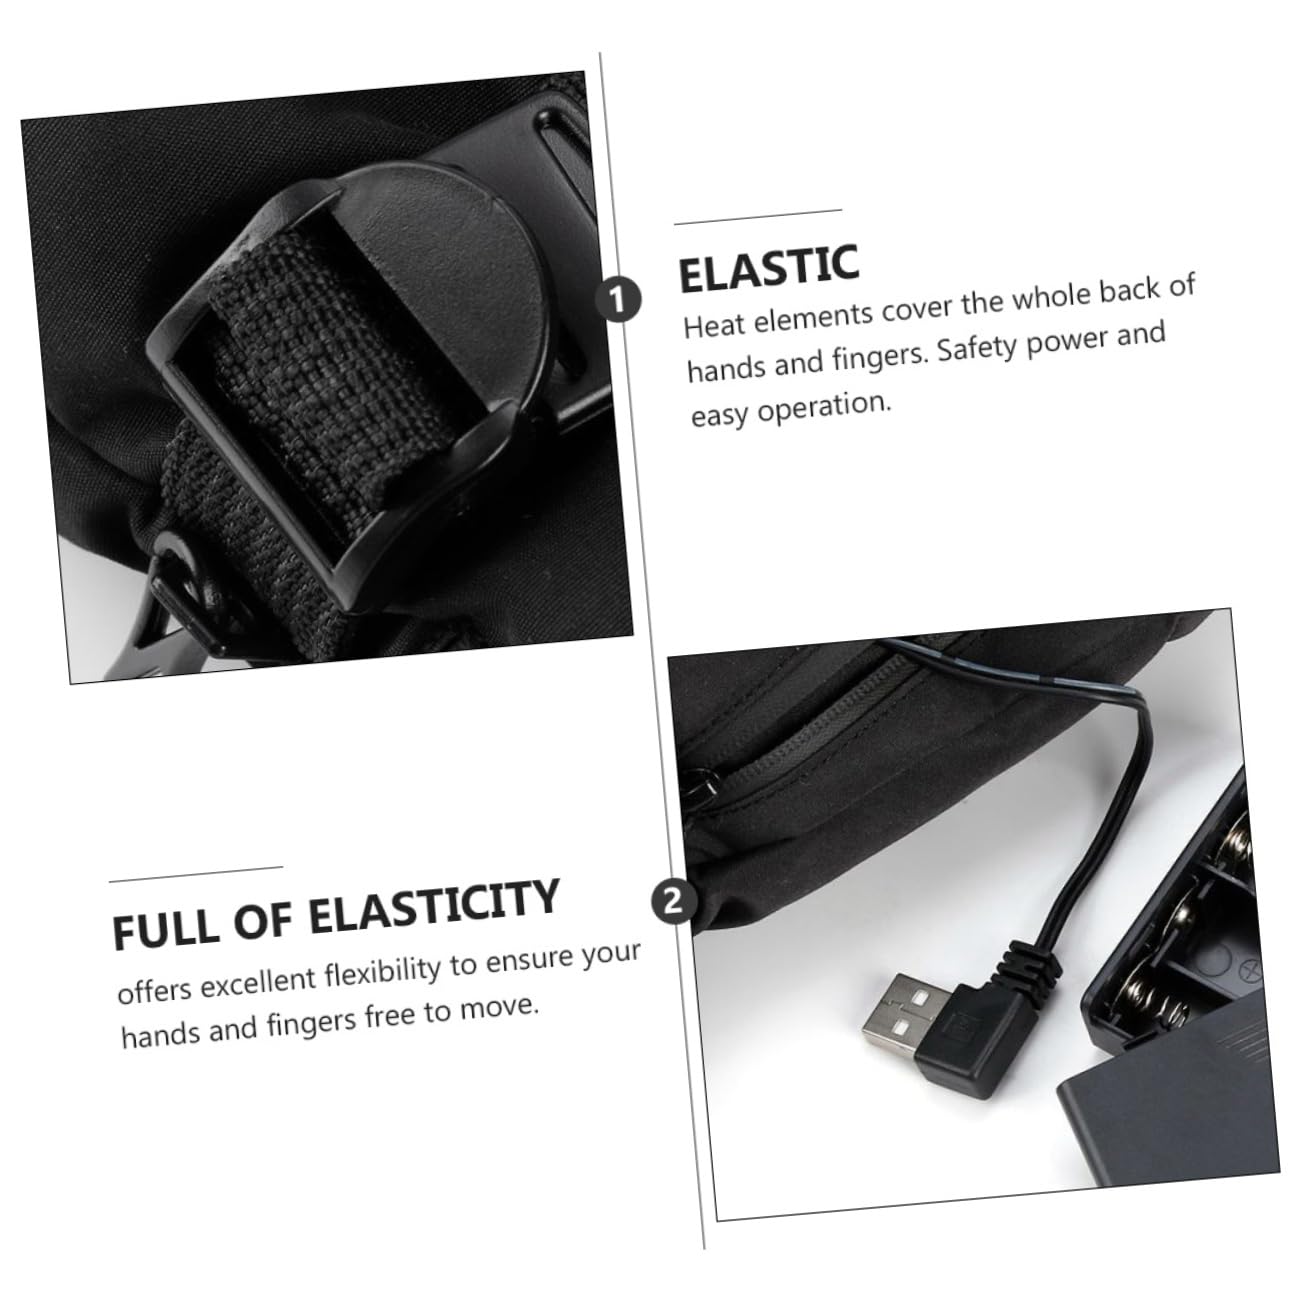 1
ELASTIC
Heat elements cover the whole back of
hands and fingers. Safety power and
easy operation.
2
FULL OF ELASTICITY
offers excellent flexibility to ensure your
hands and fingers free to move.